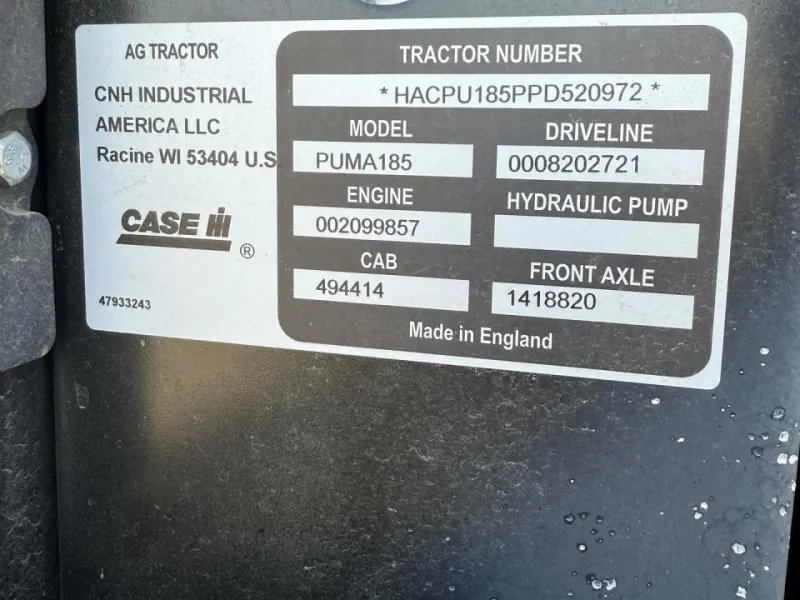 AG TRACTOR
CNH INDUSTRIAL
AMERICA LLC
Racine WI 53404 U.S.
CASE IH
®
47933243
TRACTOR NUMBER
*HACPU185PPD520972*
MODEL
PUMA185
DRIVELINE
0008202721
ENGINE
002099857
HYDRAULIC PUMP
CAB
494414
FRONT AXLE
1418820
Made in England